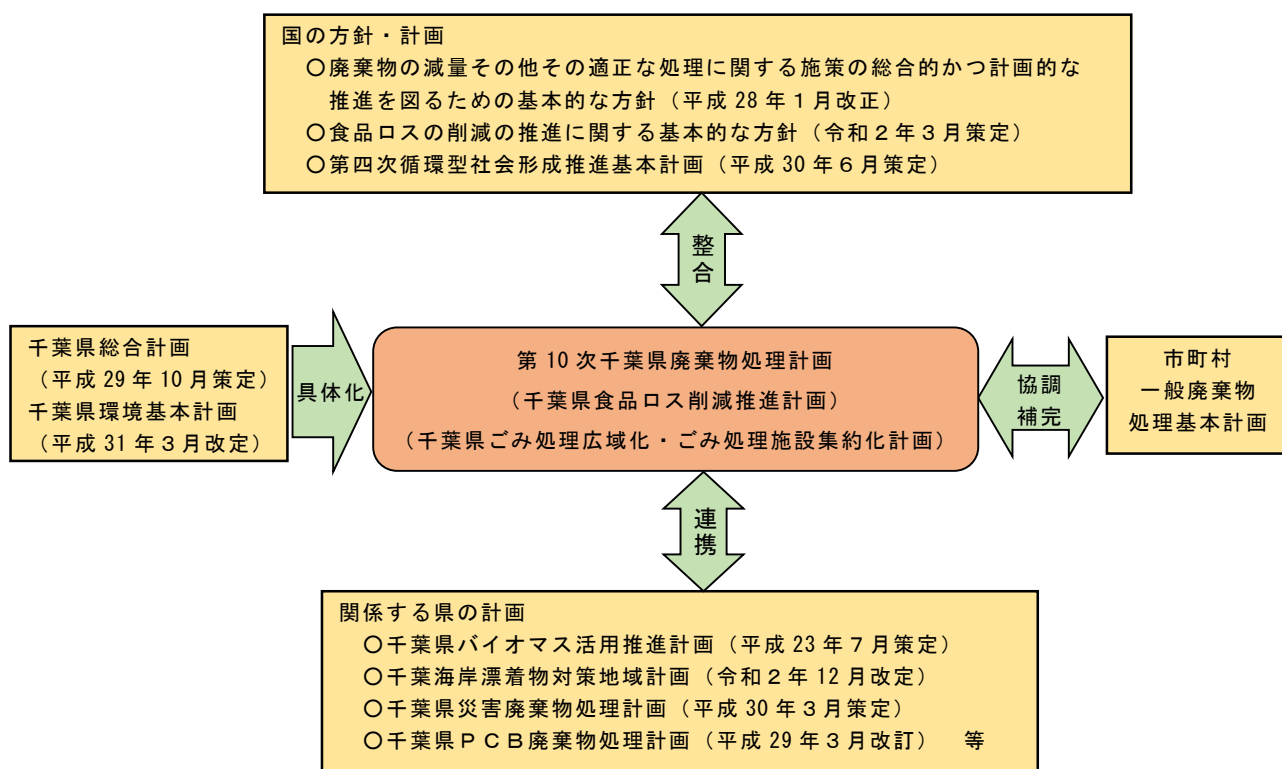 国の方針・計画
〇廃棄物の減量その他その適正な処理に関する施策の総合的かつ計画的な
推進を図るための基本的な方針（平成 28 年１月改正）
〇食品ロスの削減の推進に関する基本的な方針（令和２年３月策定）
〇第四次循環型社会形成推進基本計画（平成 30 年６月策定）
整合
千葉県総合計画
（平成 29 年 10 月策定）
千葉県環境基本計画
（平成 31 年３月改定）
具体化
第 10 次千葉県廃棄物処理計画
（千葉県食品ロス削減推進計画）
（千葉県ごみ処理広域化・ごみ処理施設集約化計画）
協調
補完
市町村
一般廃棄物
処理基本計画
連携
関係する県の計画
〇千葉県バイオマス活用推進計画（平成 23 年７月策定）
〇千葉海岸漂着物対策地域計画（令和２年 12 月改定）
〇千葉県災害廃棄物処理計画（平成 30 年３月策定）
〇千葉県ＰＣＢ廃棄物処理計画（平成 29 年３月改訂）　等